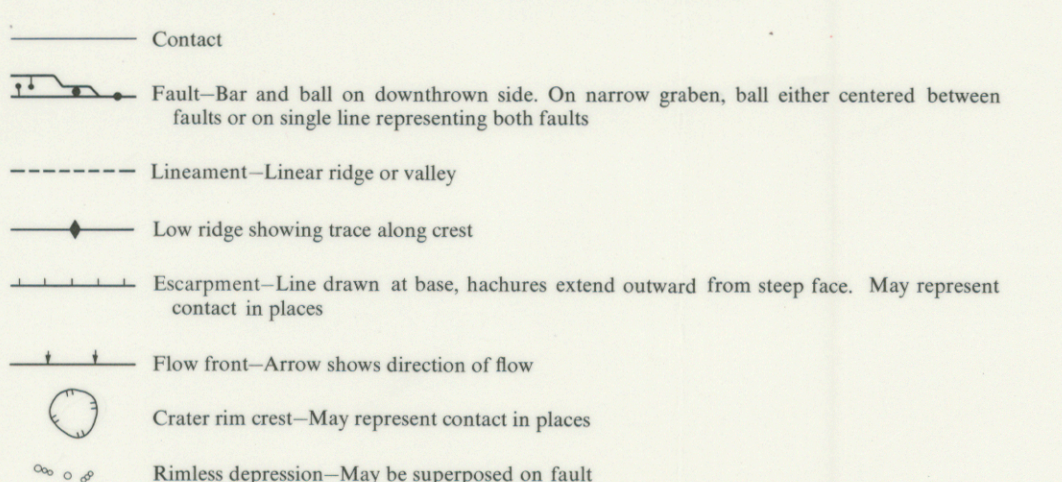 Contact
Fault—Bar and ball on downthrown side. On narrow graben, ball either centered between
faults or on single line representing both faults
Lineament—Linear ridge or valley
Low ridge showing trace along crest
Escarpment—Line drawn at base, hachures extend outward from steep face. May represent
contact in places
Flow front—Arrow shows direction of flow
Crater rim crest—May represent contact in places
Rimless depression—May be superposed on fault